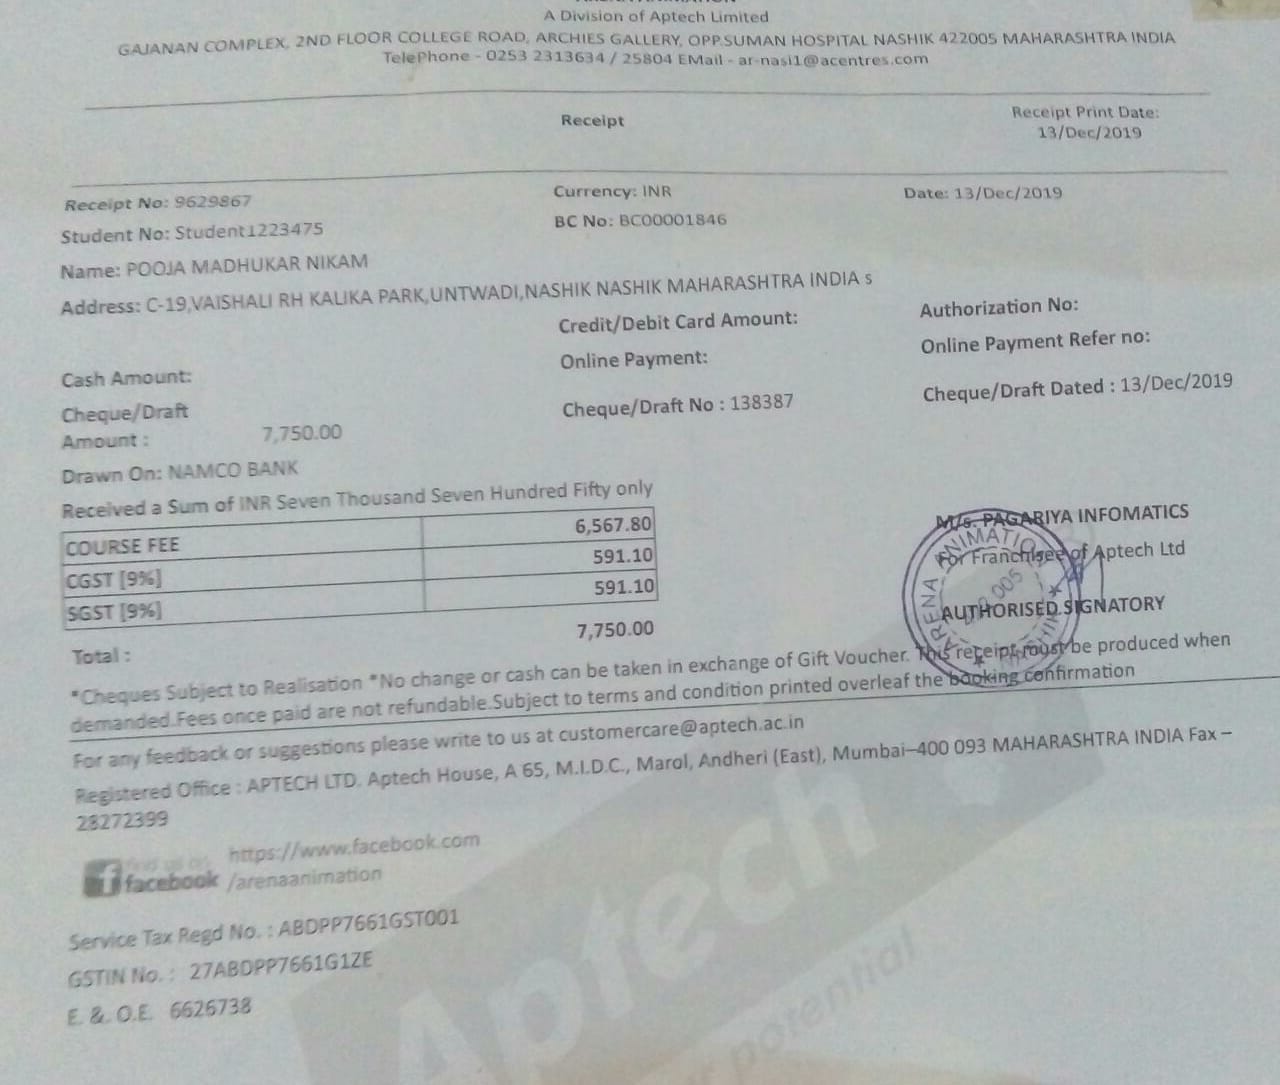 A Division of Aptech Limited
GAJANAN COMPLEX, 2ND FLOOR COLLEGE ROAD, ARCHIES GALLERY, OPP.SUMAN HOSPITAL NASHIK 422005 MAHARASHTRA INDIA
TelePhone - 0253 2313634 / 25804 EMail - ar-nasi1@acentres.com
Receipt
Receipt Print Date:
13/Dec/2019
Receipt No: 9629867
Currency: INR
Date: 13/Dec/2019
Student No: Student1223475
BC No: BC00001846
Name: POOJA MADHUKAR NIKAM
Address: C-19,VAISHALI RH KALIKA PARK,UNTWADI,NASHIK NASHIK MAHARASHTRA INDIA s
Credit/Debit Card Amount:
Authorization No:
Cash Amount:
Online Payment:
Online Payment Refer no:
Cheque/Draft
Amount : 7,750.00
Cheque/Draft No : 138387
Cheque/Draft Dated : 13/Dec/2019
Drawn On: NAMCO BANK
Received a Sum of INR Seven Thousand Seven Hundred Fifty only
COURSE FEE 6,567.80
CGST [9%] 591.10
SGST [9%] 591.10
Total : 7,750.00
M/s. PAGARIYA INFOMATICS
For Franchisee of Aptech Ltd
AUTHORISED SIGNATORY
ARENA ANIMATION
NASHIK
005
*Cheques Subject to Realisation *No change or cash can be taken in exchange of Gift Voucher. This receipt must be produced when
demanded.Fees once paid are not refundable.Subject to terms and condition printed overleaf the booking confirmation
For any feedback or suggestions please write to us at customercare@aptech.ac.in
Registered Office : APTECH LTD. Aptech House, A 65, M.I.D.C., Marol, Andheri (East), Mumbai–400 093 MAHARASHTRA INDIA Fax –
28272399
find us on
facebook
https://www.facebook.com
/arenaanimation
Service Tax Regd No. : ABDPP7661GST001
GSTIN No. : 27ABDPP7661G1ZE
E. &. O.E. 6626738
Aptech
potential